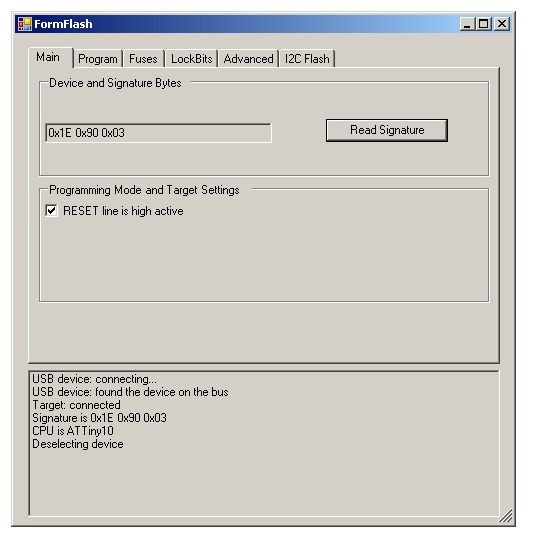 FormFlash
Main Program Fuses LockBits Advanced I2C Flash
Device and Signature Bytes
0x1E 0x90 0x03 Read Signature
Programming Mode and Target Settings
RESET line is high active
USB device: connecting...
USB device: found the device on the bus
Target: connected
Signature is 0x1E 0x90 0x03
CPU is ATTiny10
Deselecting device